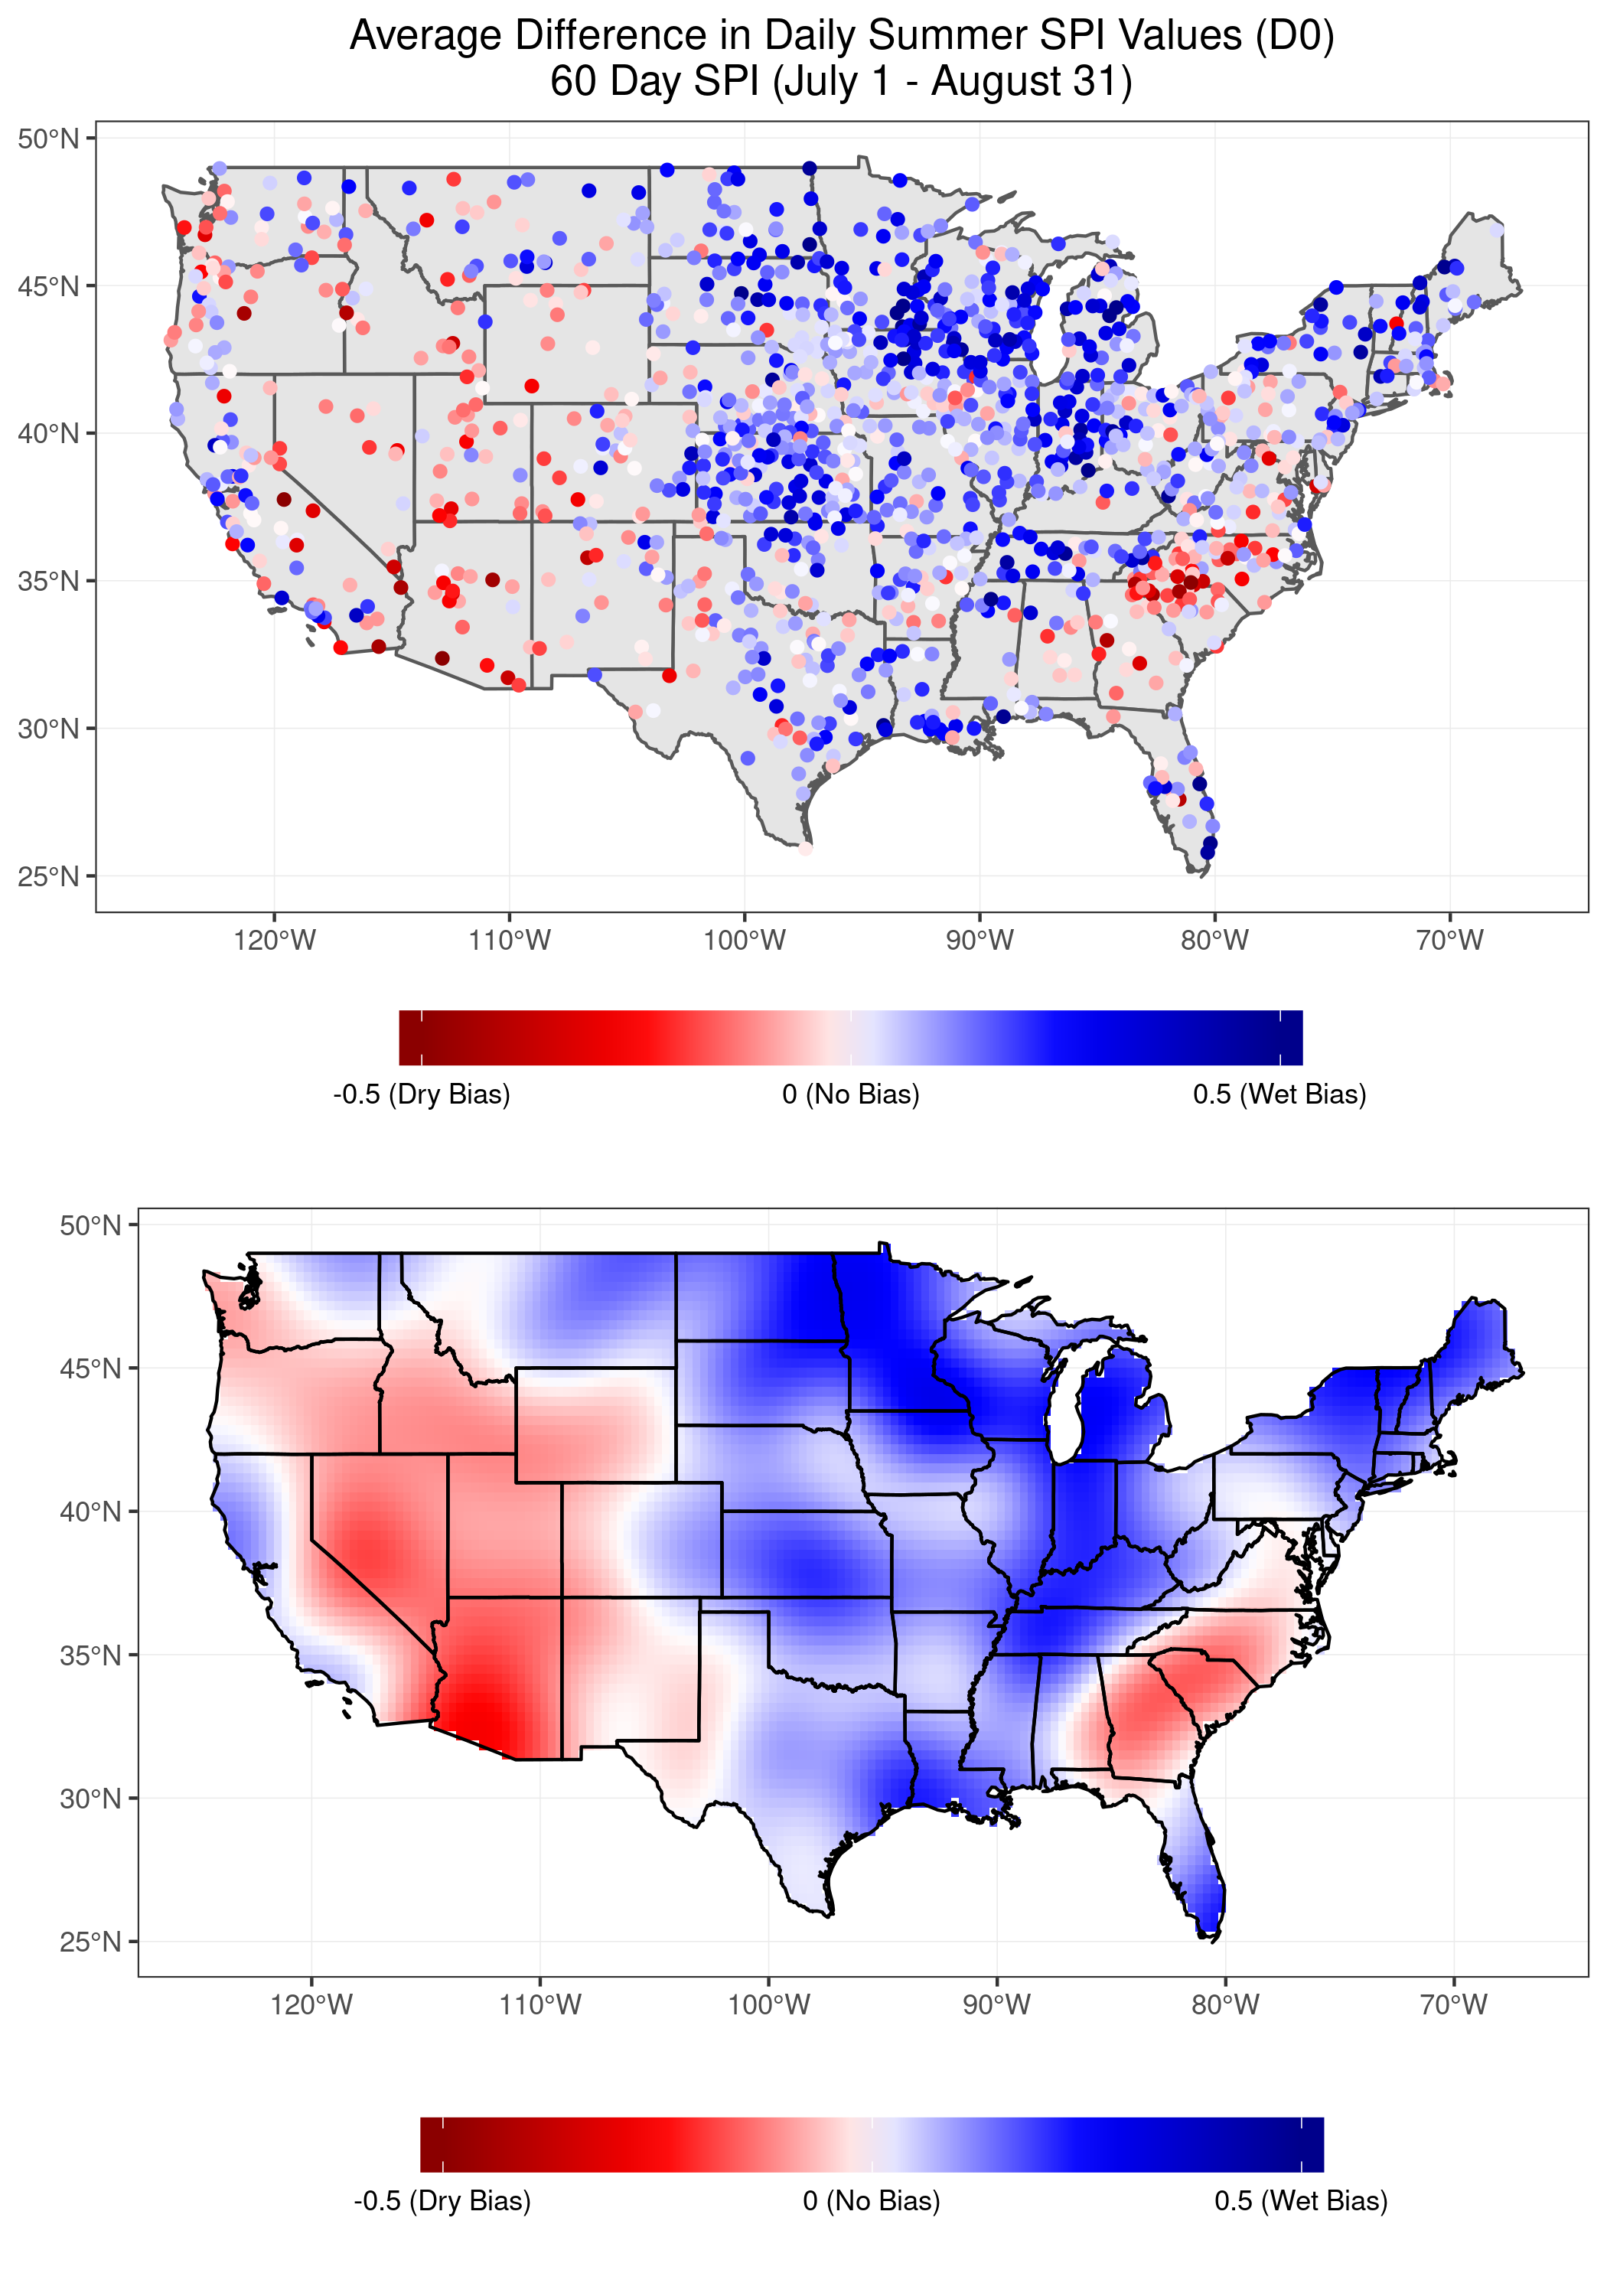 Average Difference in Daily Summer SPI Values (D0)
60 Day SPI (July 1 - August 31)
50°N
45°N
40°N
35°N
30°N
25°N
120°W 110°W 100°W 90°W 80°W 70°W
-0.5 (Dry Bias) 0 (No Bias) 0.5 (Wet Bias)
50°N
45°N
40°N
35°N
30°N
25°N
120°W 110°W 100°W 90°W 80°W 70°W
-0.5 (Dry Bias) 0 (No Bias) 0.5 (Wet Bias)